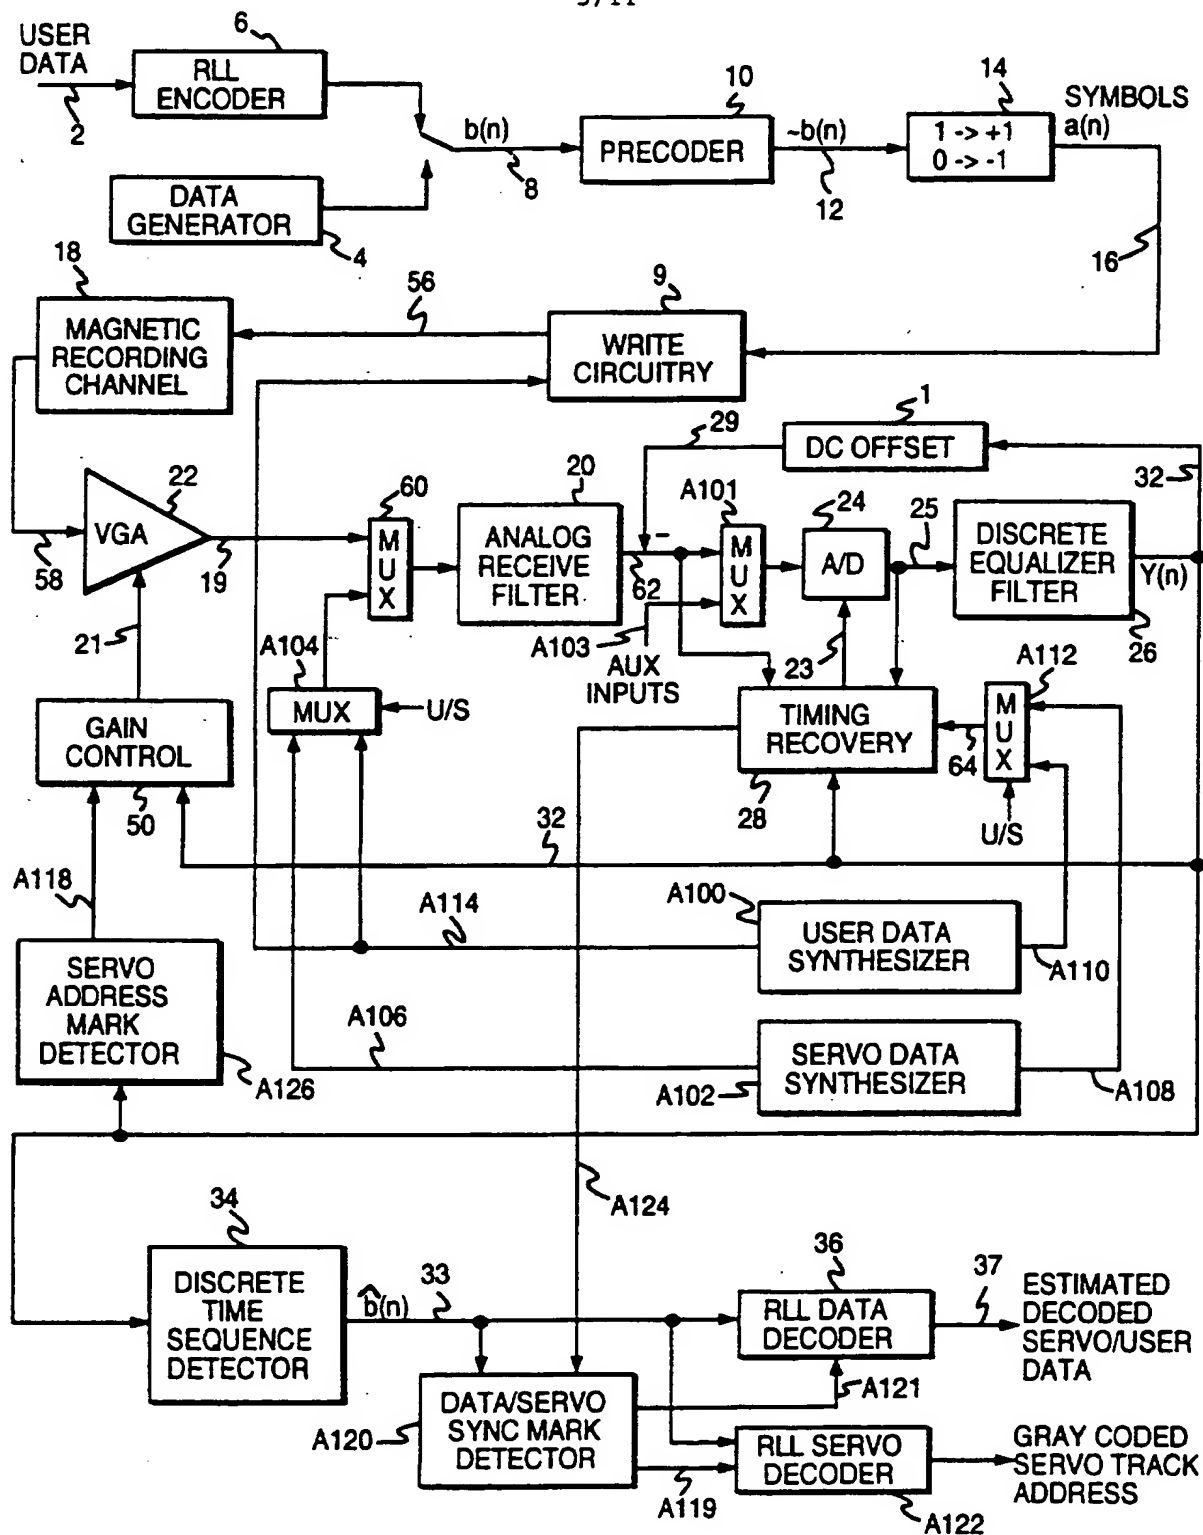 USER
DATA
2
6
RLL
ENCODER
DATA
GENERATOR
4
b(n)
8
10
PRECODER
~b(n)
12
14
1 -> +1
0 -> -1
SYMBOLS
a(n)
16
18
MAGNETIC
RECORDING
CHANNEL
56
9
WRITE
CIRCUITRY
1
DC OFFSET
29
32
22
VGA
58
19
21
60
MUX
20
ANALOG
RECEIVE
FILTER
-
62
A101
MUX
24
A/D
25
DISCRETE
EQUALIZER
FILTER
Y(n)
26
A103
AUX
INPUTS
23
A104
MUX
U/S
TIMING
RECOVERY
28
64
A112
MUX
U/S
GAIN
CONTROL
50
32
A118
A114
A100
USER DATA
SYNTHESIZER
A110
SERVO
ADDRESS
MARK
DETECTOR
A126
A106
A102
SERVO DATA
SYNTHESIZER
A108
A124
34
DISCRETE
TIME
SEQUENCE
DETECTOR
b̂(n)
33
36
RLL DATA
DECODER
37
ESTIMATED
DECODED
SERVO/USER
DATA
A120
DATA/SERVO
SYNC MARK
DETECTOR
A121
A119
RLL SERVO
DECODER
A122
GRAY CODED
SERVO TRACK
ADDRESS